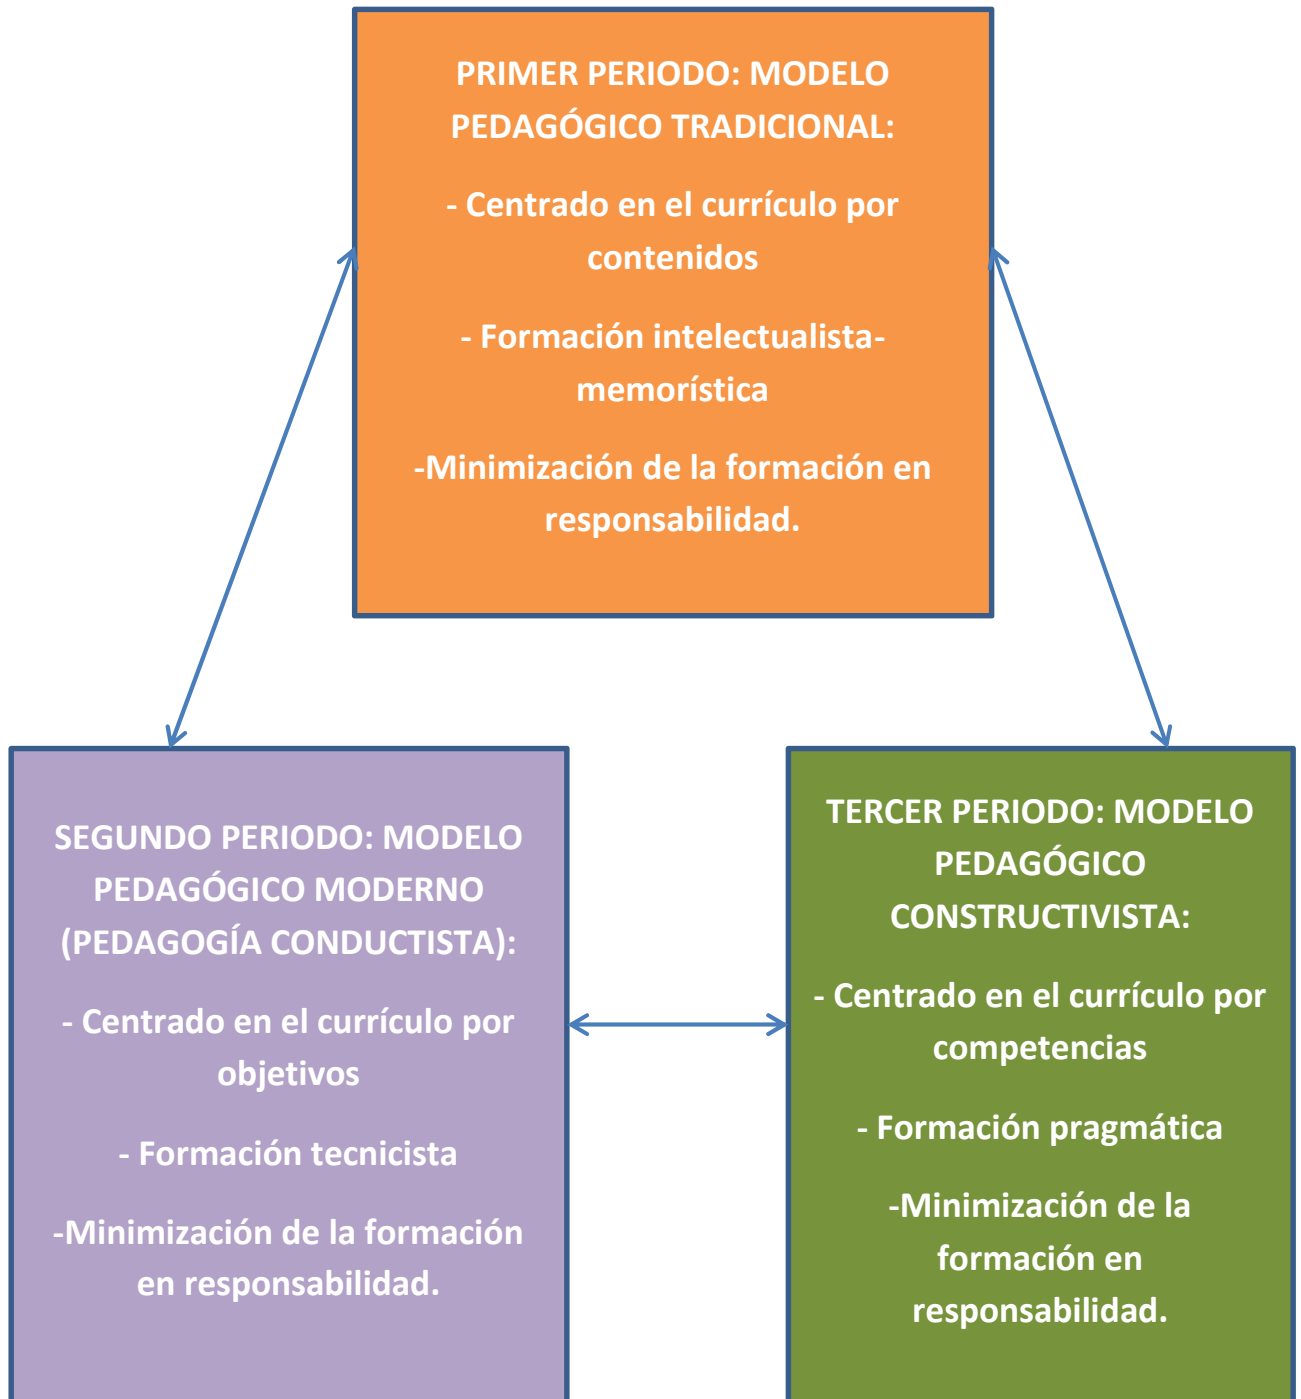 PRIMER PERIODO: MODELO
PEDAGÓGICO TRADICIONAL:
- Centrado en el currículo por
contenidos
- Formación intelectualista-
memorística
-Minimización de la formación en
responsabilidad.
SEGUNDO PERIODO: MODELO
PEDAGÓGICO MODERNO
(PEDAGOGÍA CONDUCTISTA):
- Centrado en el currículo por
objetivos
- Formación tecnicista
-Minimización de la formación
en responsabilidad.
TERCER PERIODO: MODELO
PEDAGÓGICO
CONSTRUCTIVISTA:
- Centrado en el currículo por
competencias
- Formación pragmática
-Minimización de la
formación en
responsabilidad.